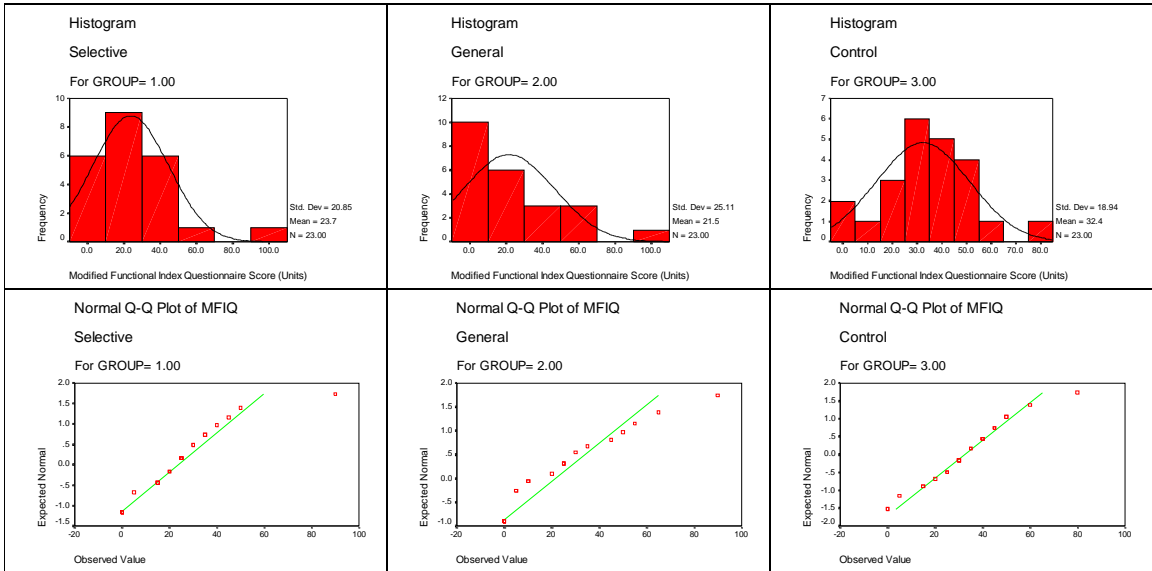 Histogram
Selective
For GROUP= 1.00
10
8
6
4
2
0
Frequency
0.0 20.0 40.0 60.0 80.0 100.0
Std. Dev = 20.85
Mean = 23.7
N = 23.00
Modified Functional Index Questionnaire Score (Units)
Histogram
General
For GROUP= 2.00
12
10
8
6
4
2
0
Frequency
0.0 20.0 40.0 60.0 80.0 100.0
Std. Dev = 25.11
Mean = 21.5
N = 23.00
Modified Functional Index Questionnaire Score (Units)
Histogram
Control
For GROUP= 3.00
7
6
5
4
3
2
1
0
Frequency
0.0 10.0 20.0 30.0 40.0 50.0 60.0 70.0 80.0
Std. Dev = 18.94
Mean = 32.4
N = 23.00
Modified Functional Index Questionnaire Score (Units)
Normal Q-Q Plot of MFIQ
Selective
For GROUP= 1.00
2.0
1.5
1.0
.5
0.0
-.5
-1.0
-1.5
Expected Normal
-20 0 20 40 60 80 100
Observed Value
Normal Q-Q Plot of MFIQ
General
For GROUP= 2.00
2.0
1.5
1.0
.5
0.0
-.5
-1.0
Expected Normal
-20 0 20 40 60 80 100
Observed Value
Normal Q-Q Plot of MFIQ
Control
For GROUP= 3.00
2.0
1.5
1.0
.5
0.0
-.5
-1.0
-1.5
-2.0
Expected Normal
-20 0 20 40 60 80 100
Observed Value